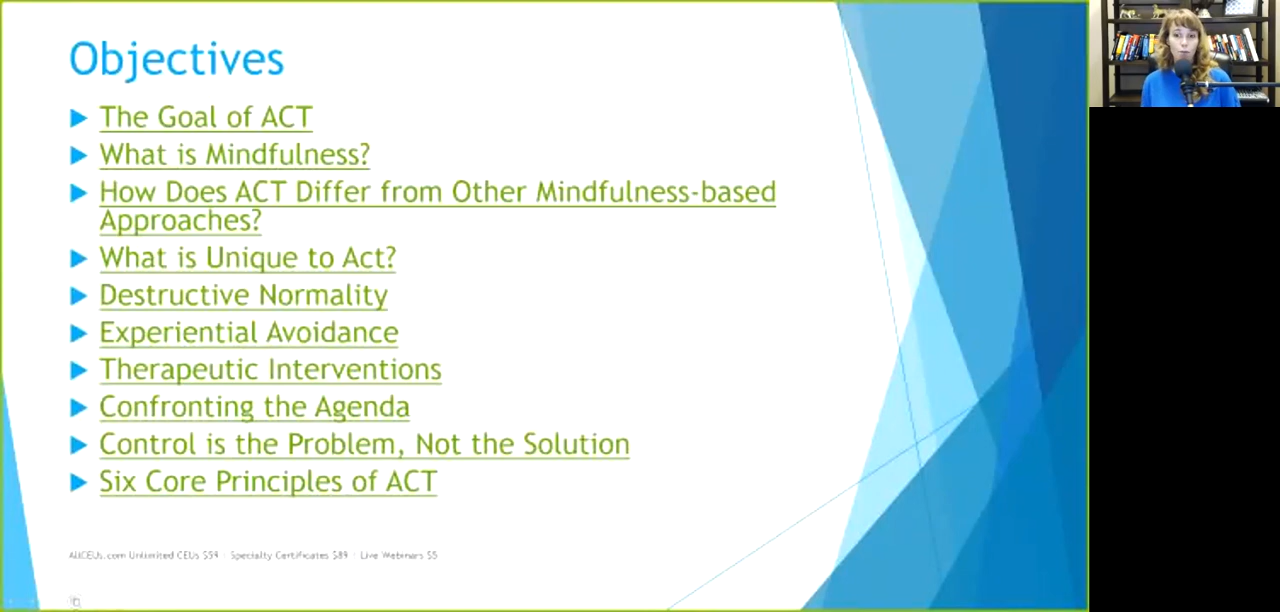 Objectives
The Goal of ACT
What is Mindfulness?
How Does ACT Differ from Other Mindfulness-based
Approaches?
What is Unique to Act?
Destructive Normality
Experiential Avoidance
Therapeutic Interventions
Confronting the Agenda
Control is the Problem, Not the Solution
Six Core Principles of ACT
AllCEUs.com Unlimited CEUs $59 | Specialty Certificates $89 | Live Webinars $5